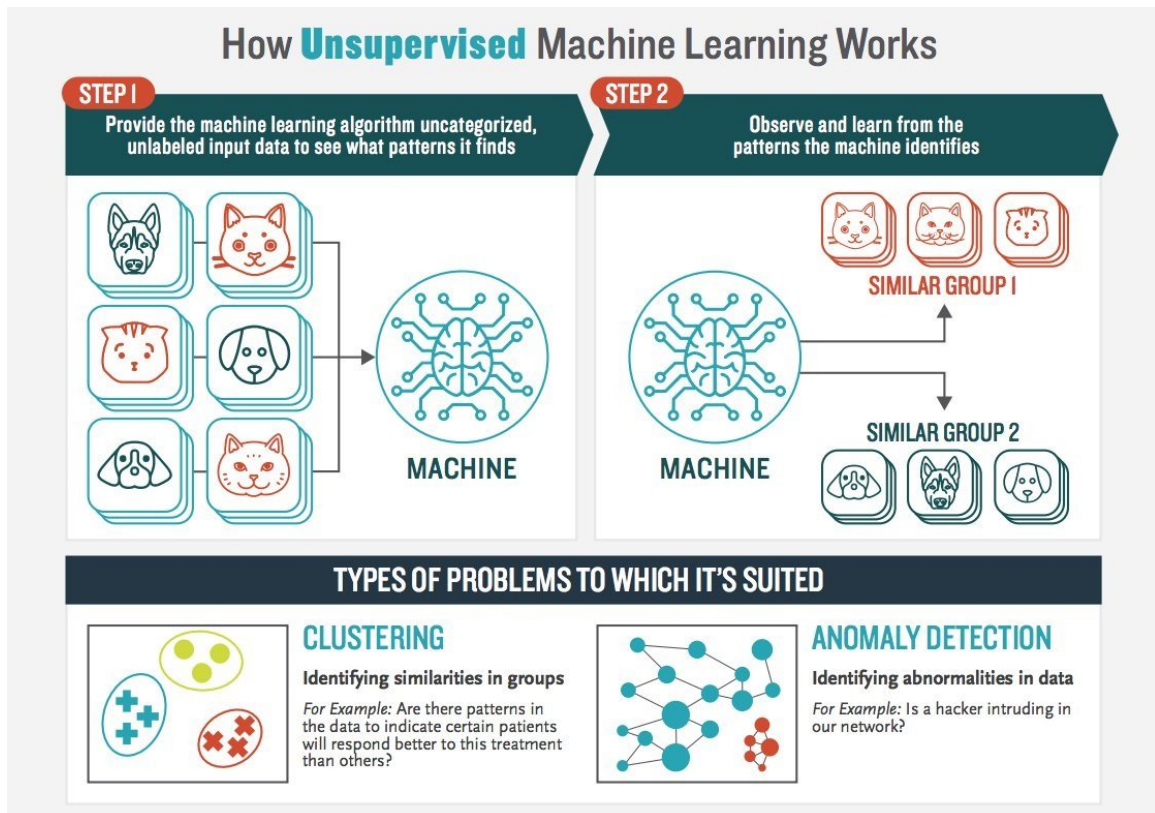 How Unsupervised Machine Learning Works
STEP 1
Provide the machine learning algorithm uncategorized,
unlabeled input data to see what patterns it finds
STEP 2
Observe and learn from the
patterns the machine identifies
MACHINE
MACHINE
SIMILAR GROUP 1
SIMILAR GROUP 2
TYPES OF PROBLEMS TO WHICH IT'S SUITED
CLUSTERING
Identifying similarities in groups
For Example: Are there patterns in
the data to indicate certain patients
will respond better to this treatment
than others?
ANOMALY DETECTION
Identifying abnormalities in data
For Example: Is a hacker intruding in
our network?